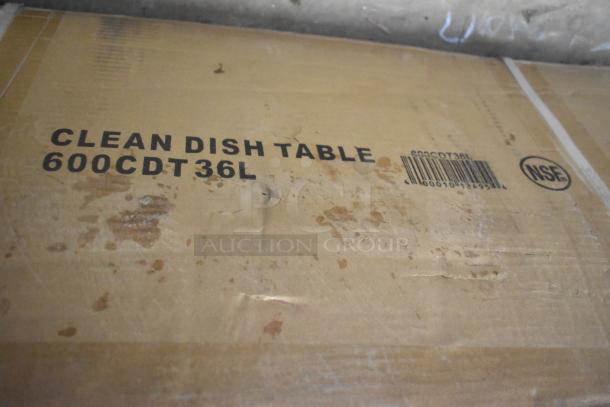 CLEAN DISH TABLE
600CDT36L
600CDT36L
NSF
AUCTION GROUP